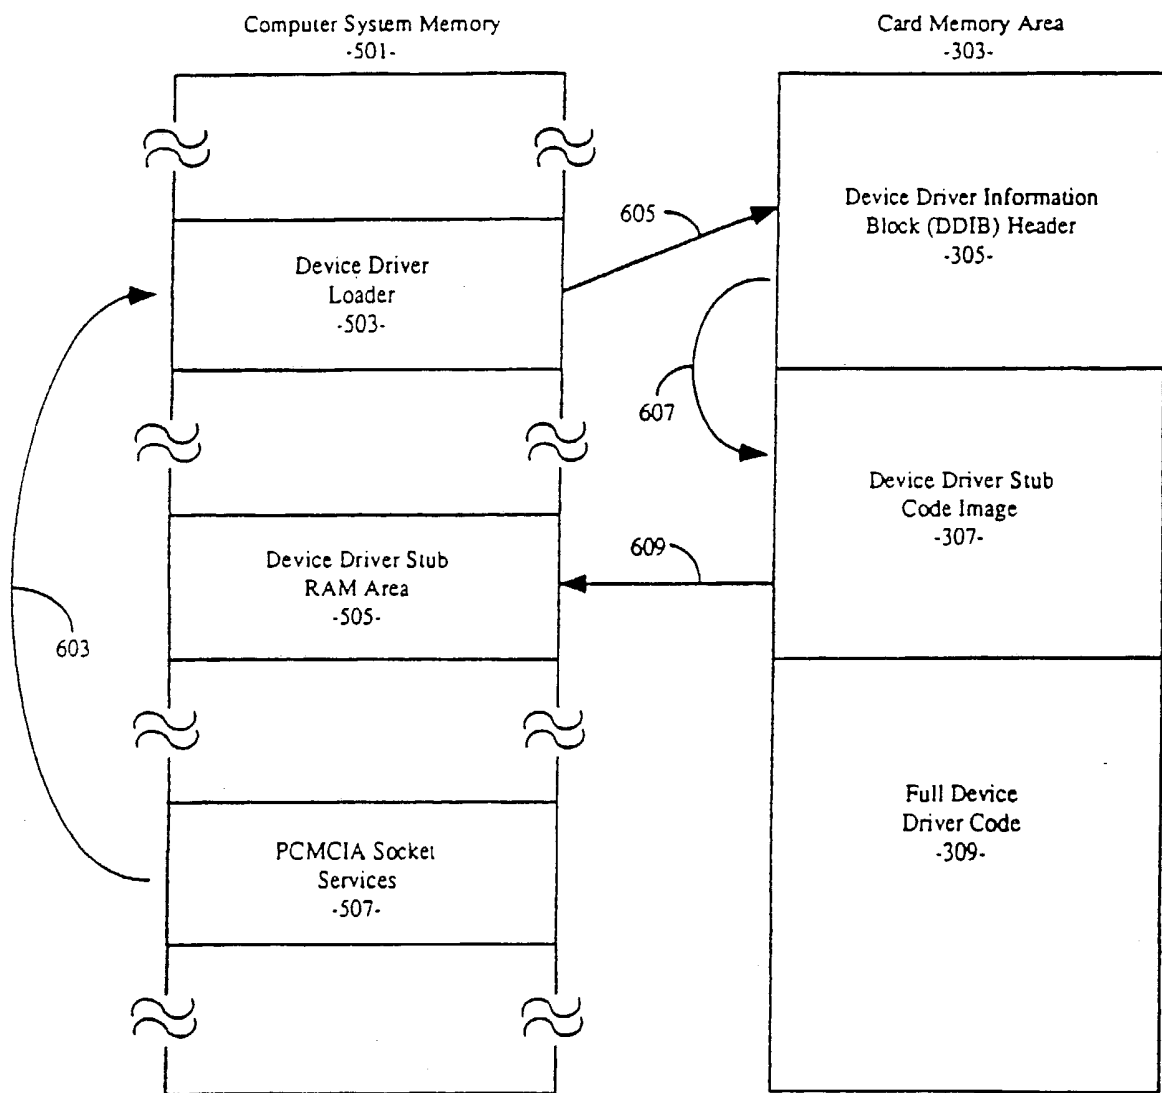 Computer System Memory
-501-
Card Memory Area
-303-
Device Driver Information
Block (DDIB) Header
-305-
605
Device Driver
Loader
-503-
607
Device Driver Stub
Code Image
-307-
609
Device Driver Stub
RAM Area
-505-
603
Full Device
Driver Code
-309-
PCMCIA Socket
Services
-507-